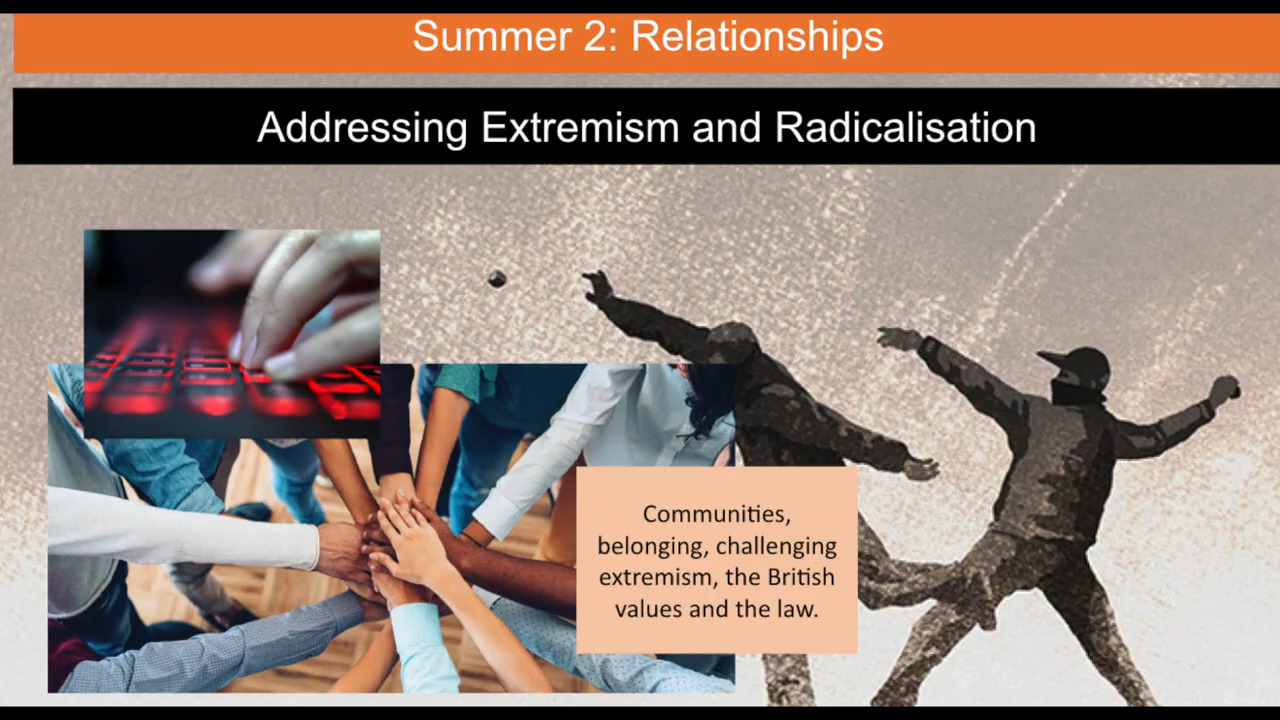 Summer 2: Relationships
Addressing Extremism and Radicalisation
Communities,
belonging, challenging
extremism, the British
values and the law.